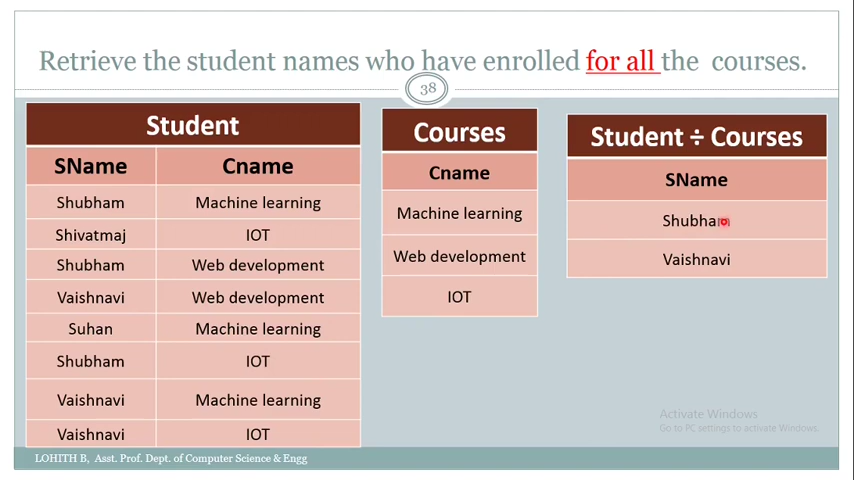 Retrieve the student names who have enrolled for all the courses.
38
Student
SName Cname
Shubham Machine learning
Shivatmaj IOT
Shubham Web development
Vaishnavi Web development
Suhan Machine learning
Shubham IOT
Vaishnavi Machine learning
Vaishnavi IOT
Courses
Cname
Machine learning
Web development
IOT
Student ÷ Courses
SName
Shubham
Vaishnavi
Activate Windows
Go to PC settings to activate Windows.
LOHITH B, Asst. Prof. Dept. of Computer Science & Engg